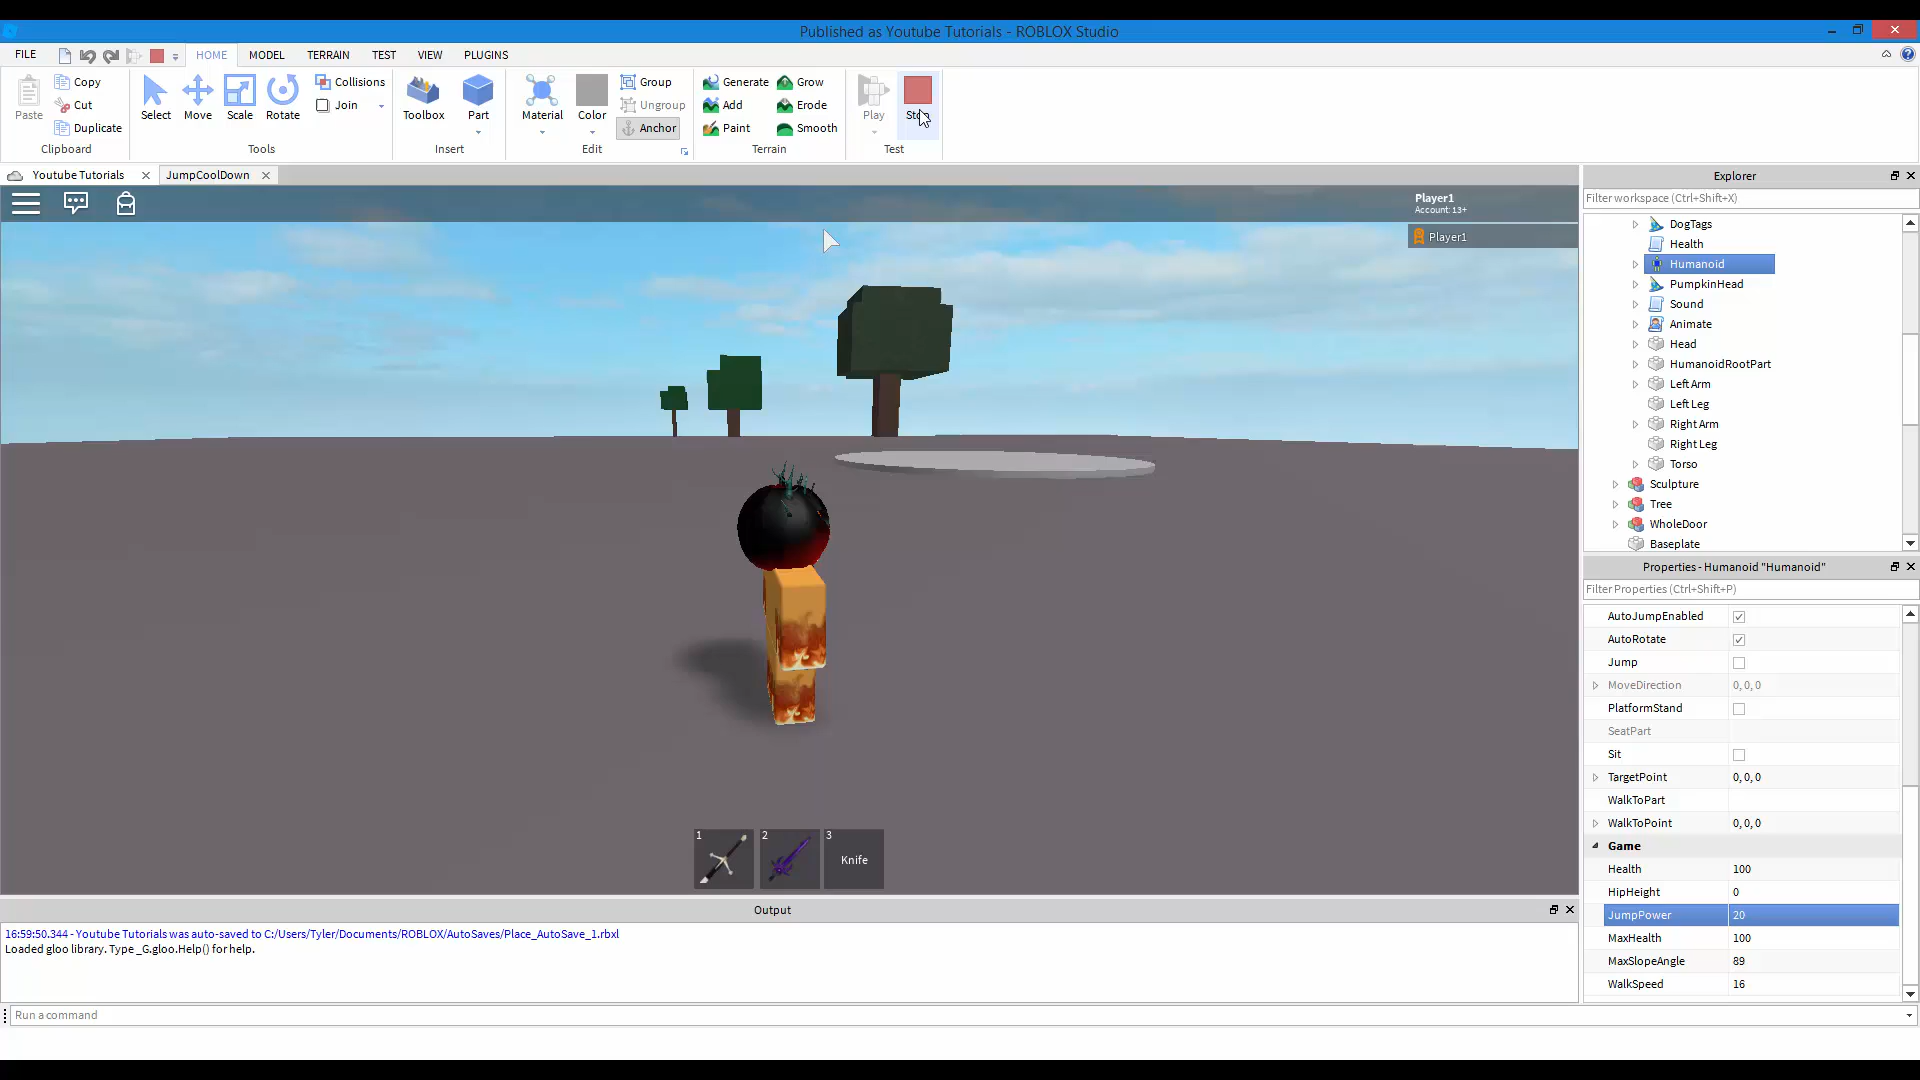 Published as Youtube Tutorials - ROBLOX Studio
FILE HOME MODEL TERRAIN TEST VIEW PLUGINS
Paste
Copy
Cut
Duplicate
Clipboard
Select Move Scale Rotate
Collisions
Join
Tools
Toolbox Part
Insert
Material Color
Group
Ungroup
Anchor
Edit
Generate Grow
Add Erode
Paint Smooth
Terrain
Play
Test
Youtube Tutorials JumpCoolDown
Player1
Account: 13+
Player1
1 2 3
Knife
Explorer
Filter workspace (Ctrl+Shift+X)
DogTags
Health
Humanoid
PumpkinHead
Sound
Animate
Head
HumanoidRootPart
Left Arm
Left Leg
Right Arm
Right Leg
Torso
Sculpture
Tree
WholeDoor
Baseplate
Properties - Humanoid "Humanoid"
Filter Properties (Ctrl+Shift+P)
AutoJumpEnabled
AutoRotate
Jump
MoveDirection 0, 0, 0
PlatformStand
SeatPart
Sit
TargetPoint 0, 0, 0
WalkToPart
WalkToPoint 0, 0, 0
Game
Health 100
HipHeight 0
JumpPower 20
MaxHealth 100
MaxSlopeAngle 89
WalkSpeed 16
Output
16:59:50.344 - Youtube Tutorials was auto-saved to C:/Users/Tyler/Documents/ROBLOX/AutoSaves/Place_AutoSave_1.rbxl
Loaded gloo library. Type _G.gloo.Help() for help.
Run a command